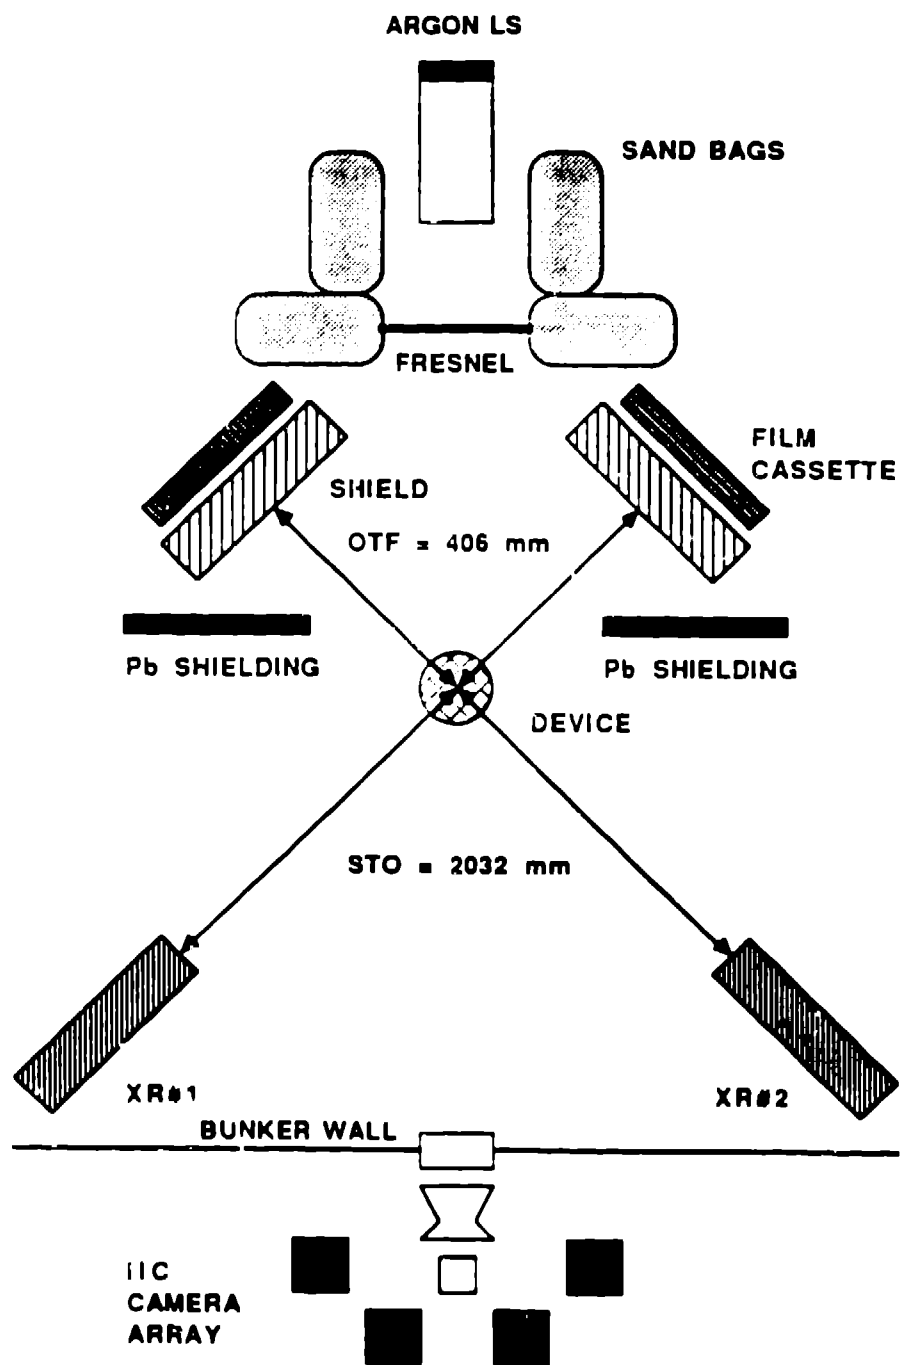 ARGON LS
SAND BAGS
FRESNEL
FILM
CASSETTE
SHIELD
OTF = 406 mm
Pb SHIELDING
Pb SHIELDING
DEVICE
STO = 2032 mm
XR#1
XR#2
BUNKER WALL
IIC
CAMERA
ARRAY